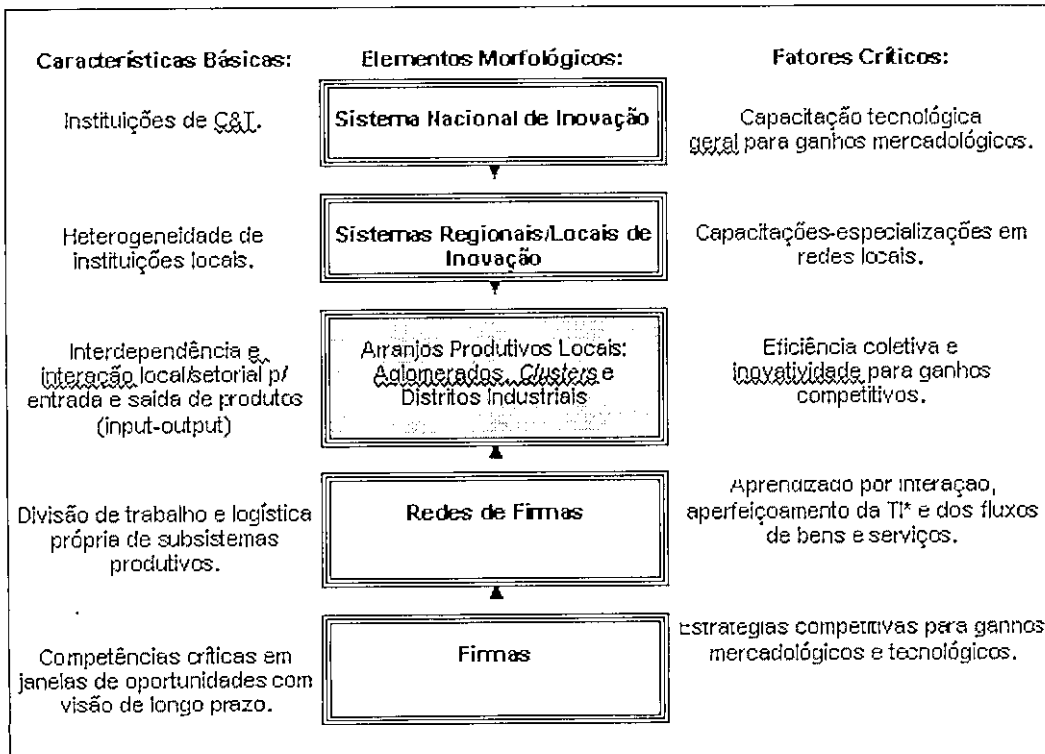 Características Básicas:
Elementos Morfológicos:
Fatores Críticos:
Instituições de C&T.
Sistema Nacional de Inovação
Capacitação tecnológica
geral para ganhos mercadológicos.
Heterogeneidade de
instituições locais.
Sistemas Regionais/Locais de
Inovação
Capacitações-especializações em
redes locais.
Interdependência e
interação local/setorial p/
entrada e saída de produtos
(input-output)
Arranjos Produtivos Locais:
Aglomerados, Clusters e
Distritos Industriais
Eficiência coletiva e
inovatividade para ganhos
competitivos.
Divisão de trabalho e logística
própria de subsistemas
produtivos.
Redes de Firmas
Aprendizado por interação,
aperfeiçoamento da TI* e dos fluxos
de bens e serviços.
Competências críticas em
janelas de oportunidades com
visão de longo prazo.
Firmas
Estratégias competitivas para ganhos
mercadológicos e tecnológicos.